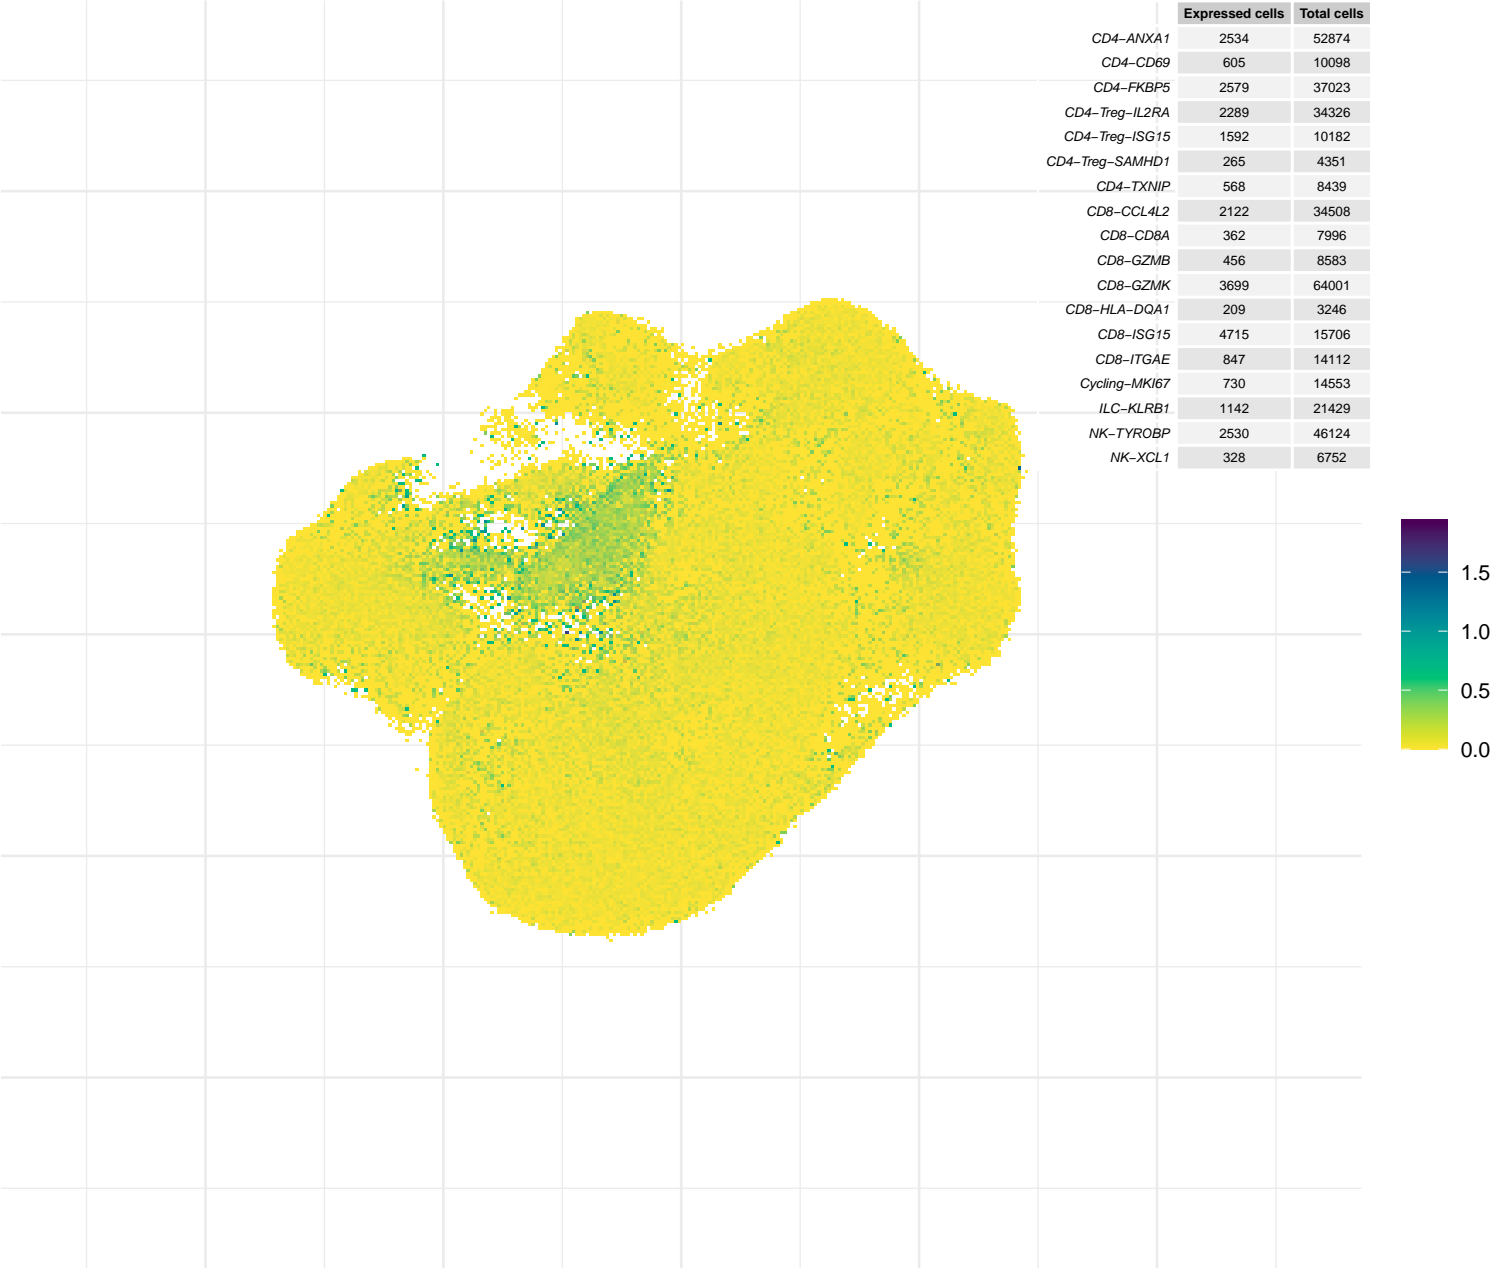 Expressed cells Total cells
CD4−ANXA1 2534 52874
CD4−CD69 605 10098
CD4−FKBP5 2579 37023
CD4−Treg−IL2RA 2289 34326
CD4−Treg−ISG15 1592 10182
CD4−Treg−SAMHD1 265 4351
CD4−TXNIP 568 8439
CD8−CCL4L2 2122 34508
CD8−CD8A 362 7996
CD8−GZMB 456 8583
CD8−GZMK 3699 64001
CD8−HLA−DQA1 209 3246
CD8−ISG15 4715 15706
CD8−ITGAE 847 14112
Cycling−MKI67 730 14553
ILC−KLRB1 1142 21429
NK−TYROBP 2530 46124
NK−XCL1 328 6752
1.5
1.0
0.5
0.0